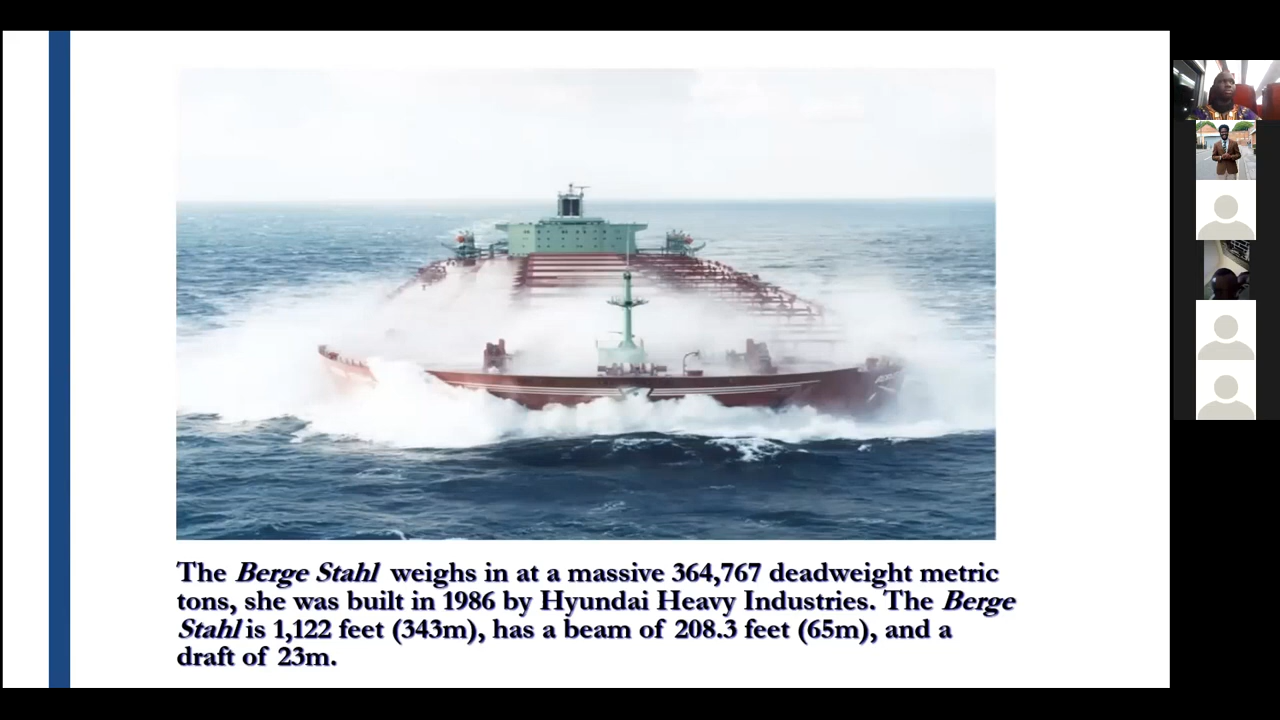 The Berge Stahl weighs in at a massive 364,767 deadweight metric
tons, she was built in 1986 by Hyundai Heavy Industries. The Berge
Stahl is 1,122 feet (343m), has a beam of 208.3 feet (65m), and a
draft of 23m.